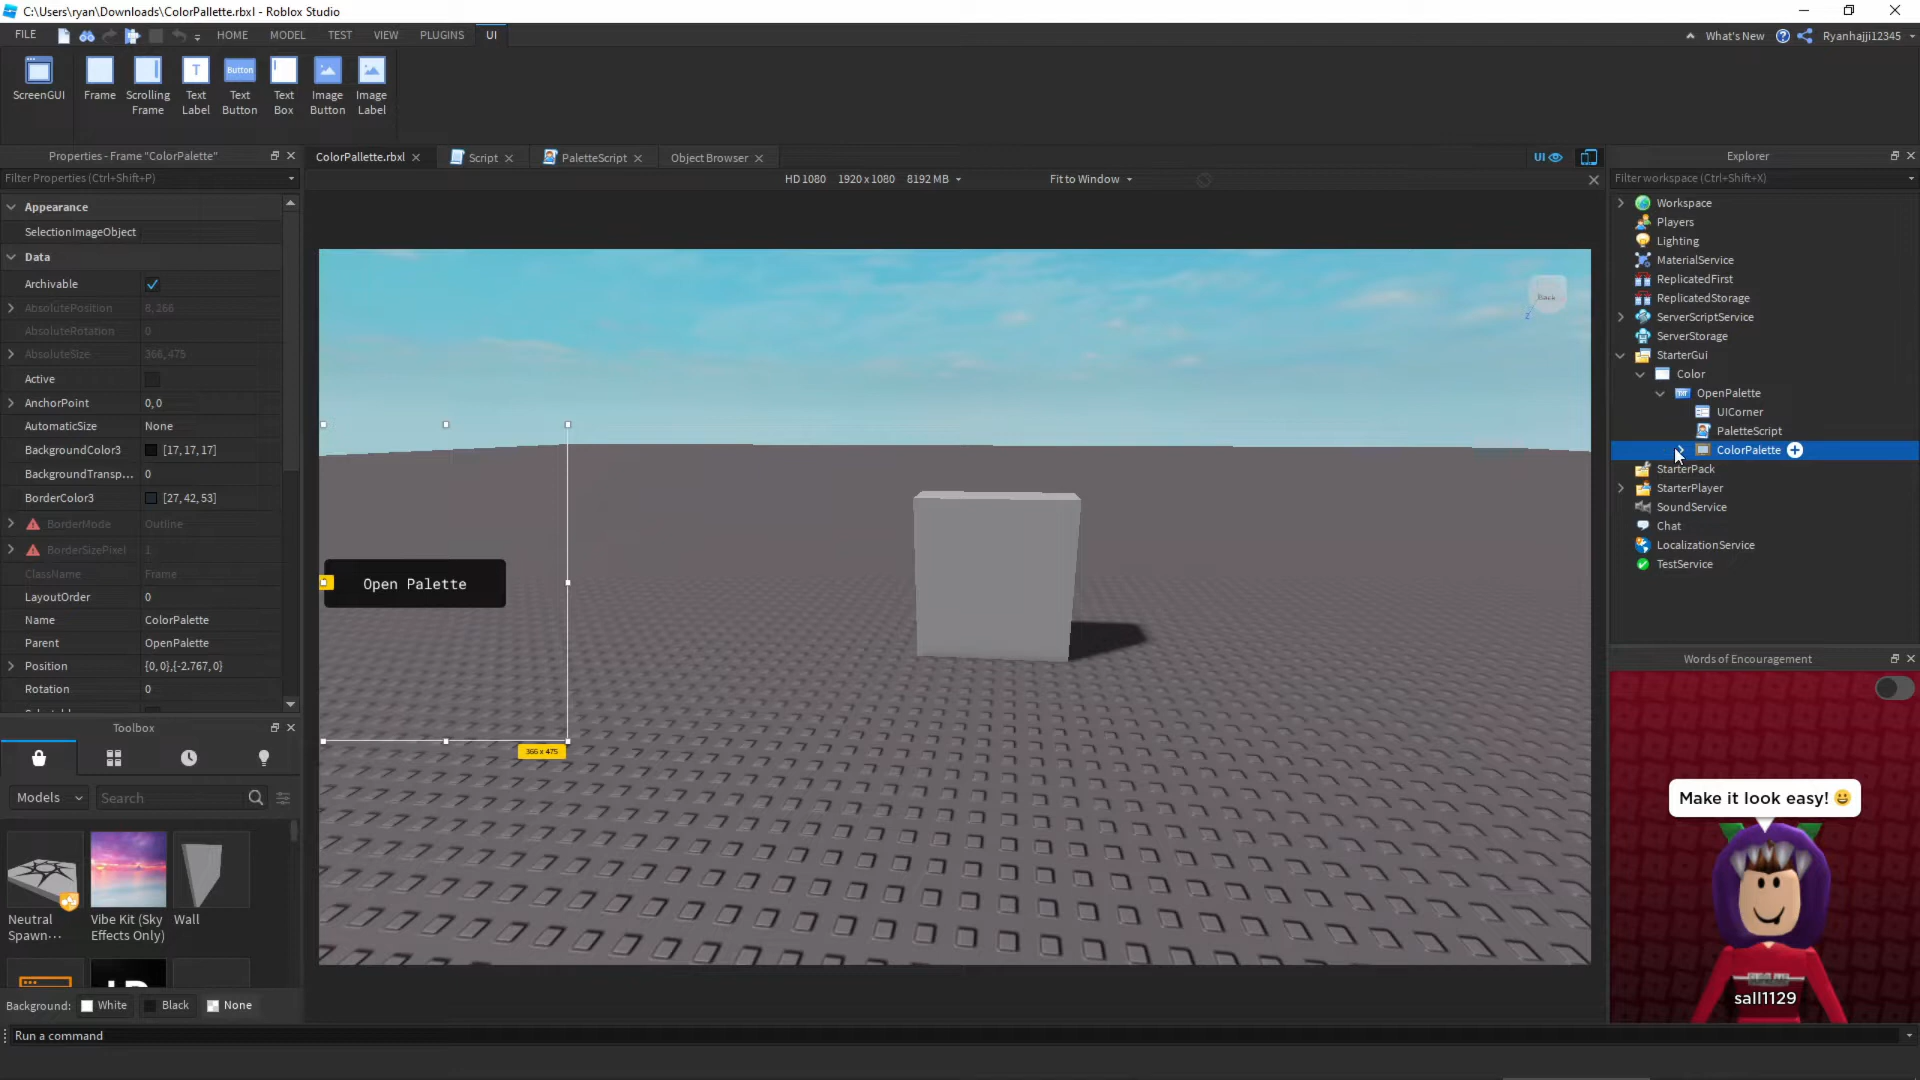 C:\Users\ryan\Downloads\ColorPallette.rbxl - Roblox Studio
FILE HOME MODEL TEST VIEW PLUGINS UI What's New Ryanhajji12345
ScreenGUI
Frame
Scrolling Frame
Text Label
Button
Text Button
Text Box
Image Button
Image Label
Properties - Frame "ColorPalette"
Filter Properties (Ctrl+Shift+P)
Appearance
SelectionImageObject
Data
Archivable
AbsolutePosition 8, 266
AbsoluteRotation 0
AbsoluteSize 366, 475
Active
AnchorPoint 0, 0
AutomaticSize None
BackgroundColor3 [17, 17, 17]
BackgroundTransp... 0
BorderColor3 [27, 42, 53]
BorderMode Outline
BorderSizePixel 1
ClassName Frame
LayoutOrder 0
Name ColorPalette
Parent OpenPalette
Position {0, 0},{-2.767, 0}
Rotation 0
Toolbox
Models Search
Neutral Spawn...
Vibe Kit (Sky Effects Only)
Wall
Background: White Black None
Run a command
ColorPallette.rbxl Script PaletteScript Object Browser UI
HD 1080 1920 x 1080 8192 MB Fit to Window
Back
Z
Open Palette
366 x 475
Explorer
Filter workspace (Ctrl+Shift+X)
Workspace
Players
Lighting
MaterialService
ReplicatedFirst
ReplicatedStorage
ServerScriptService
ServerStorage
StarterGui
Color
OpenPalette
UICorner
PaletteScript
ColorPalette
StarterPack
StarterPlayer
SoundService
Chat
LocalizationService
TestService
Words of Encouragement
Make it look easy! 😀
sall1129